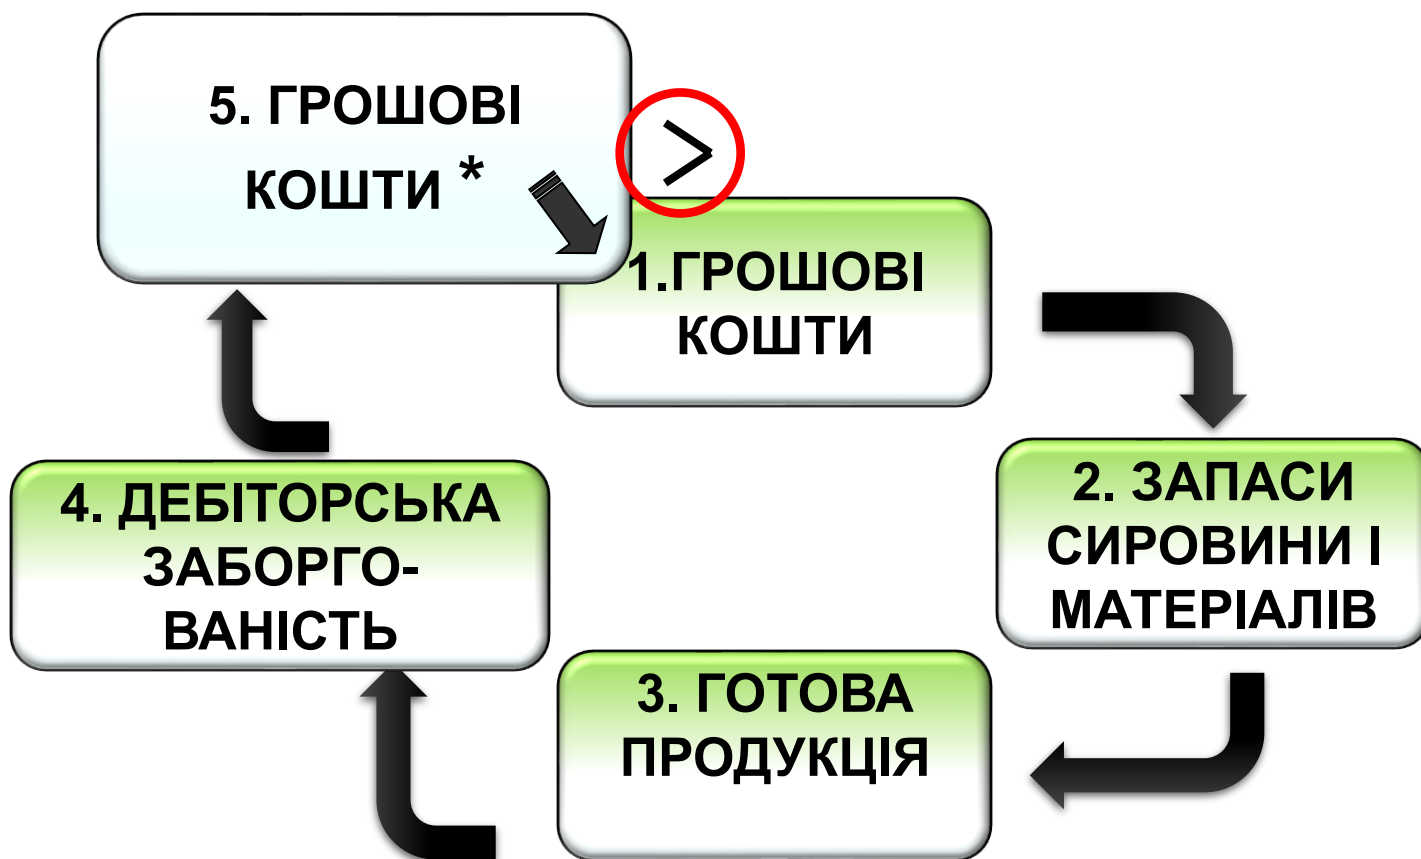 5. ГРОШОВІ
КОШТИ *
>
1.ГРОШОВІ
КОШТИ
2. ЗАПАСИ
СИРОВИНИ І
МАТЕРІАЛІВ
3. ГОТОВА
ПРОДУКЦІЯ
4. ДЕБІТОРСЬКА
ЗАБОРГО-
ВАНІСТЬ